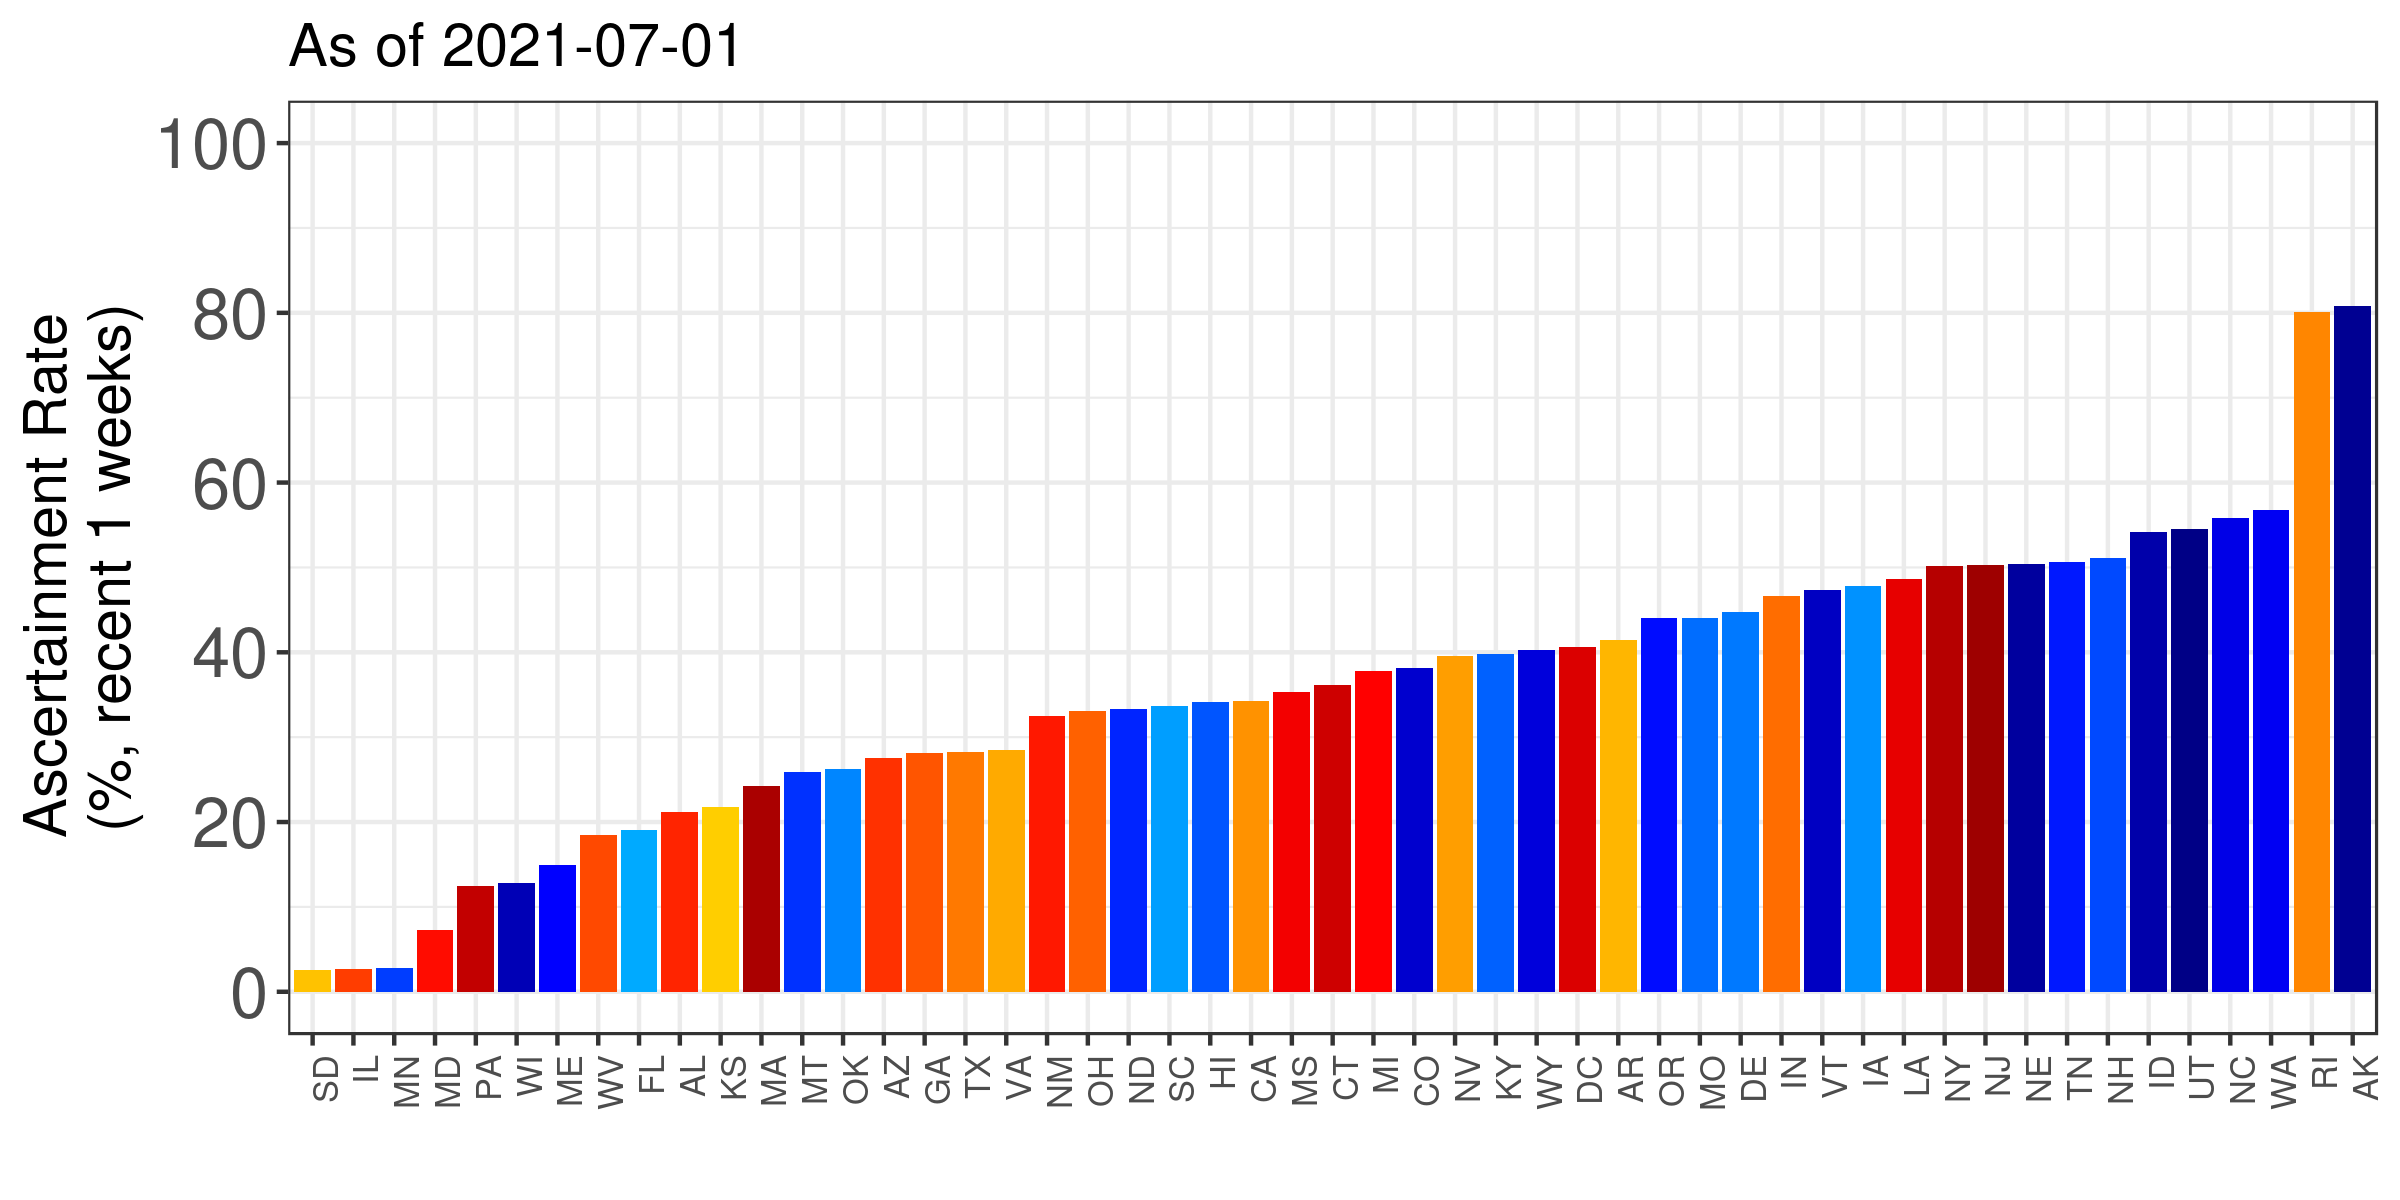 As of 2021-07-01
Ascertainment Rate
(%, recent 1 weeks)
100
80
60
40
20
0
SD IL MN MD PA WI ME WV FL AL KS MA MT OK AZ GA TX VA NM OH ND SC HI CA MS CT MI CO NV KY WY DC AR OR MO DE IN VT IA LA NY NJ NE TN NH ID UT NC WA RI AK